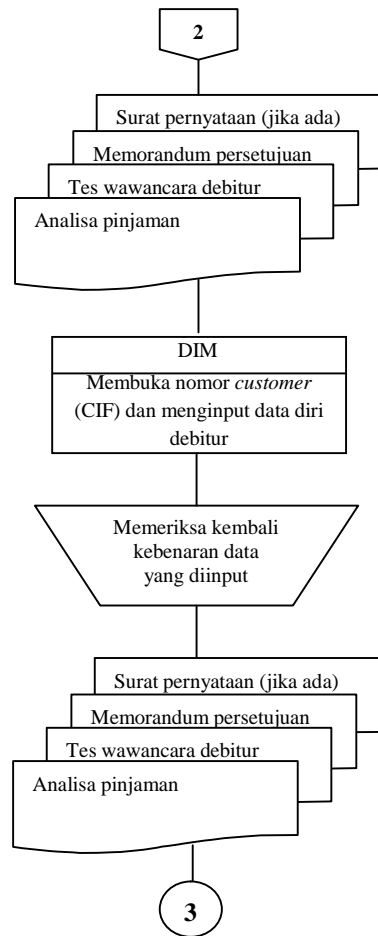 2
Surat pernyataan (jika ada)
Memorandum persetujuan
Tes wawancara debitur
Analisa pinjaman
DIM
Membuka nomor customer
(CIF) dan menginput data diri
debitur
Memeriksa kembali
kebenaran data
yang diinput
Surat pernyataan (jika ada)
Memorandum persetujuan
Tes wawancara debitur
Analisa pinjaman
3